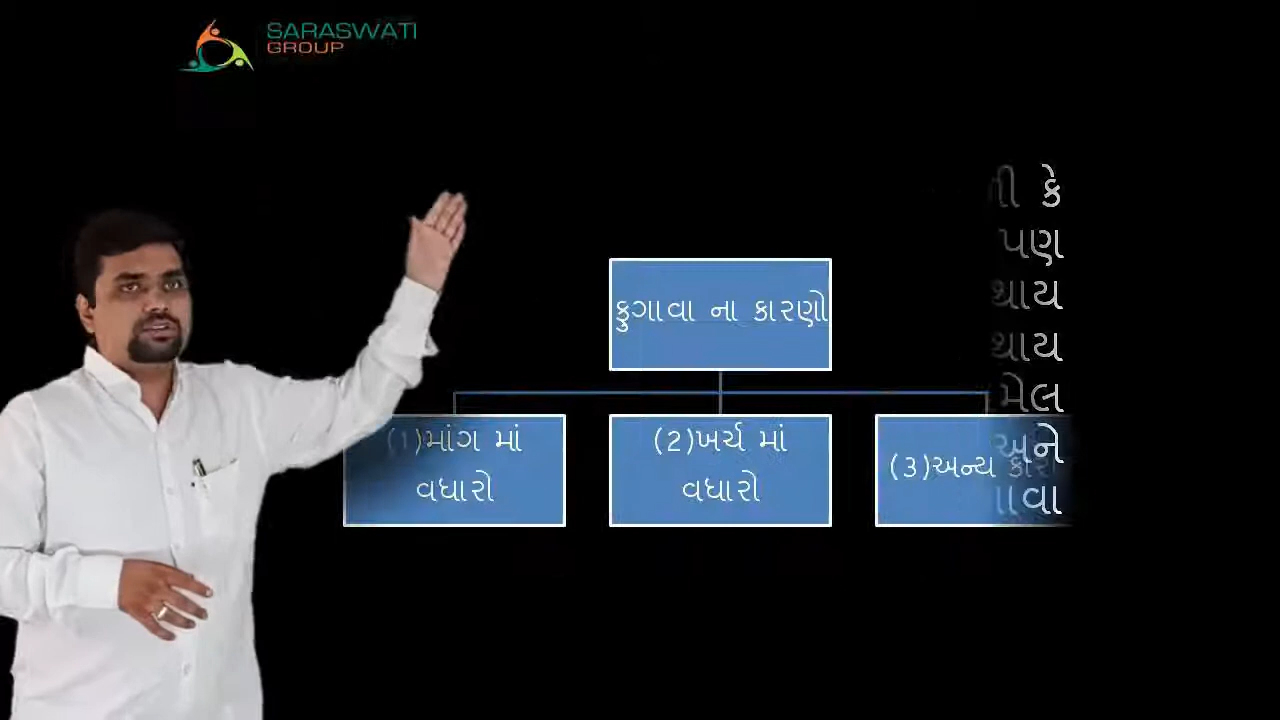 SARASWATI
GROUP
કે
પણ
થાય
થાય
મેલ
અને
ફુગાવા ના કારણો
(1)માંગ માં
વધારો
(2)ખર્ચ માં
વધારો
(3)અન્ય